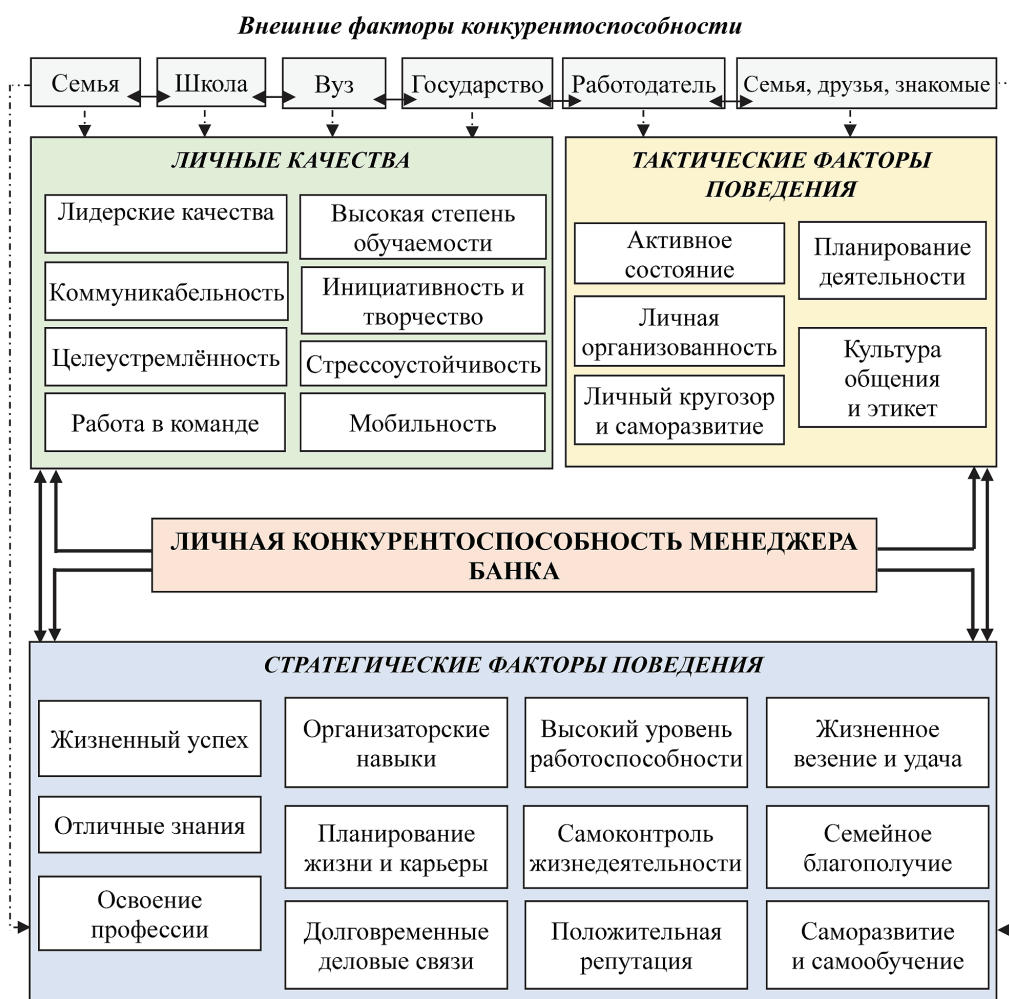 Внешние факторы конкурентоспособности
Семья
Школа
Вуз
Государство
Работодатель
Семья, друзья, знакомые
ЛИЧНЫЕ КАЧЕСТВА
Лидерские качества
Высокая степень
обучаемости
Коммуникабельность
Инициативность и
творчество
Целеустремлённость
Стрессоустойчивость
Работа в команде
Мобильность
ТАКТИЧЕСКИЕ ФАКТОРЫ
ПОВЕДЕНИЯ
Активное
состояние
Планирование
деятельности
Личная
организованность
Культура
общения
и этикет
Личный кругозор
и саморазвитие
ЛИЧНАЯ КОНКУРЕНТОСПОСОБНОСТЬ МЕНЕДЖЕРА
БАНКА
СТРАТЕГИЧЕСКИЕ ФАКТОРЫ ПОВЕДЕНИЯ
Жизненный успех
Организаторские
навыки
Высокий уровень
работоспособности
Жизненное
везение и удача
Отличные знания
Планирование
жизни и карьеры
Самоконтроль
жизнедеятельности
Семейное
благополучие
Освоение
профессии
Долговременные
деловые связи
Положительная
репутация
Саморазвитие
и самообучение